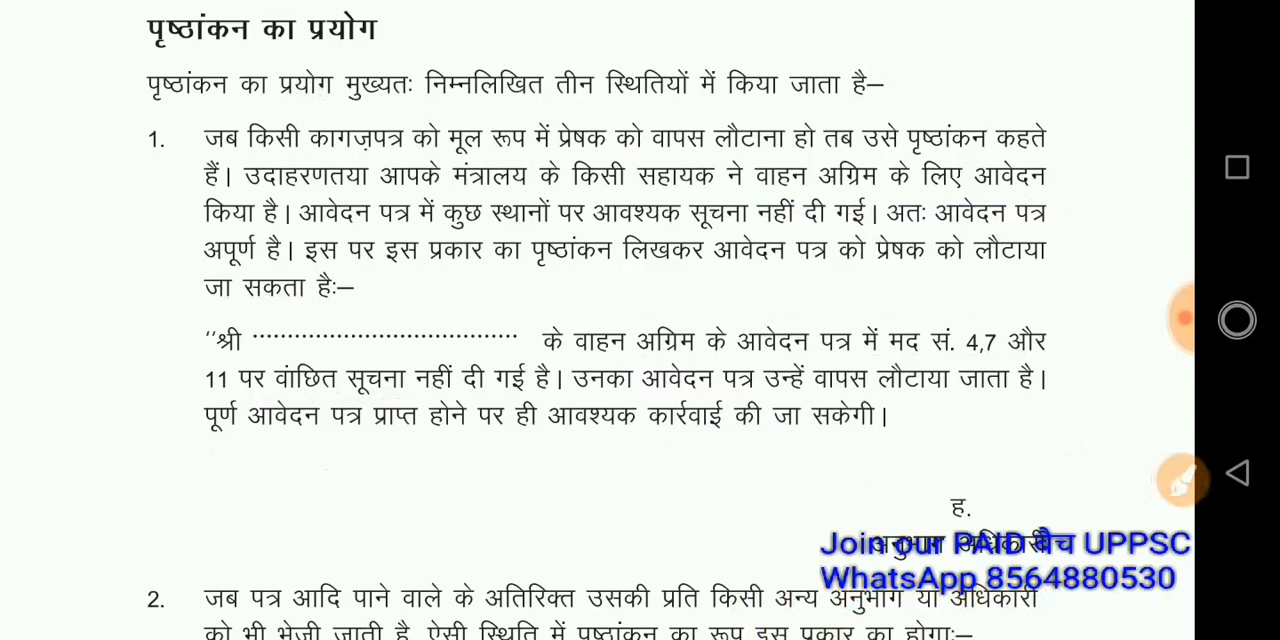 पृष्ठांकन का प्रयोग
पृष्ठांकन का प्रयोग मुख्यतः निम्नलिखित तीन स्थितियों में किया जाता है–
1. जब किसी कागज़पत्र को मूल रूप में प्रेषक को वापस लौटाना हो तब उसे पृष्ठांकन कहते
हैं। उदाहरणतया आपके मंत्रालय के किसी सहायक ने वाहन अग्रिम के लिए आवेदन
किया है। आवेदन पत्र में कुछ स्थानों पर आवश्यक सूचना नहीं दी गई। अतः आवेदन पत्र
अपूर्ण है। इस पर इस प्रकार का पृष्ठांकन लिखकर आवेदन पत्र को प्रेषक को लौटाया
जा सकता हैः–
‘‘श्री ................................ के वाहन अग्रिम के आवेदन पत्र में मद सं. 4,7 और
11 पर वांछित सूचना नहीं दी गई है। उनका आवेदन पत्र उन्हें वापस लौटाया जाता है।
पूर्ण आवेदन पत्र प्राप्त होने पर ही आवश्यक कार्रवाई की जा सकेगी।
ह.
अनुभाग अधिकारी
Join our PAID बैच UPPSC
WhatsApp 8564880530
2. जब पत्र आदि पाने वाले के अतिरिक्त उसकी प्रति किसी अन्य अनुभाग या अधिकारी
को भी भेजी जाती है, ऐसी स्थिति में पृष्ठांकन का रूप इस प्रकार का होगाः–